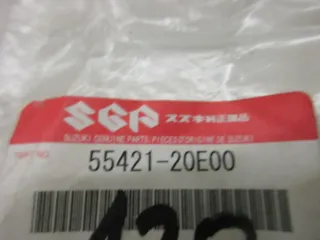 SGP スズキ純正部品
SUZUKI GENUINE PARTS / PIECES D'ORIGINE DE SUZUKI
55421-20E00